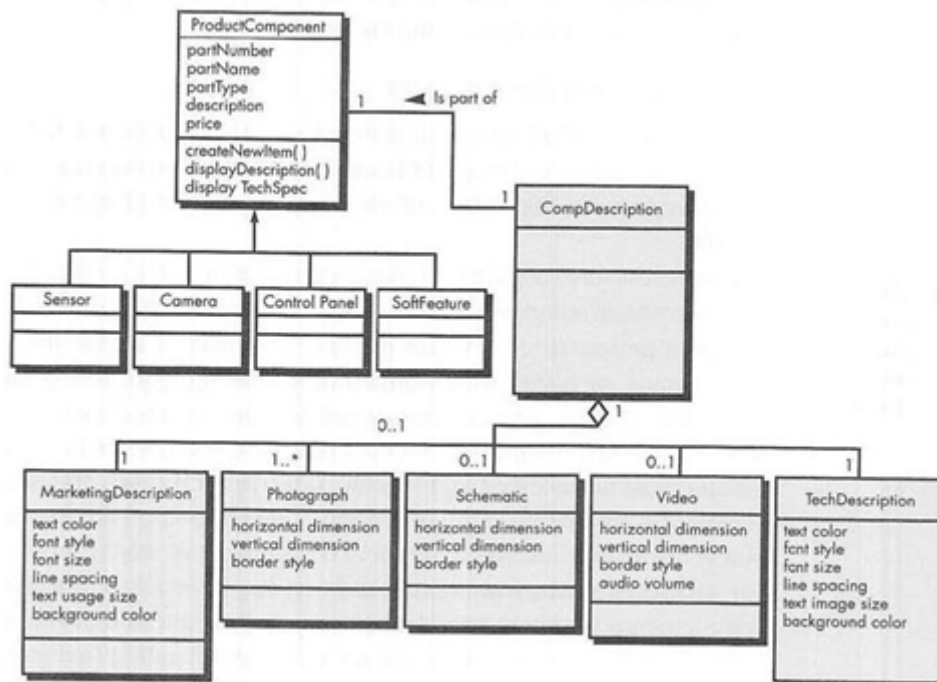 ProductComponent
partNumber
partName
partType
description
price
createNewItem( )
displayDescription( )
display TechSpec
1
Is part of
1
CompDescription
Sensor
Camera
Control Panel
SoftFeature
1
0..1
1
1..*
0..1
0..1
1
MarketingDescription
text color
font style
font size
line spacing
text usage size
background color
Photograph
horizontal dimension
vertical dimension
border style
Schematic
horizontal dimension
vertical dimension
border style
Video
horizontal dimension
vertical dimension
border style
audio volume
TechDescription
text color
font style
font size
line spacing
text image size
background color